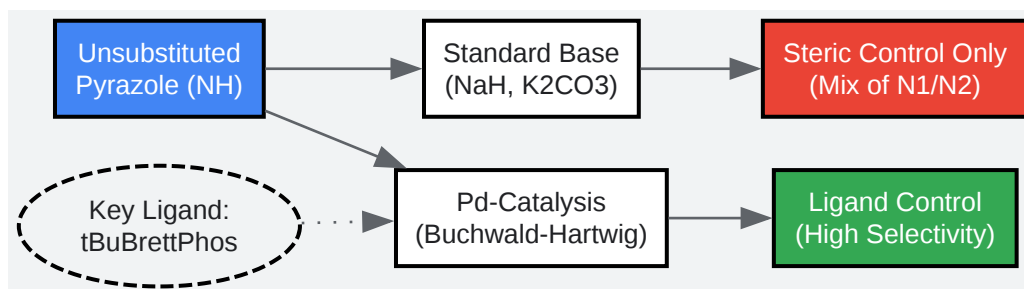 Unsubstituted
Pyrazole (NH)
Standard Base
(NaH, K2CO3)
Steric Control Only
(Mix of N1/N2)
Key Ligand:
tBuBrettPhos
Pd-Catalysis
(Buchwald-Hartwig)
Ligand Control
(High Selectivity)